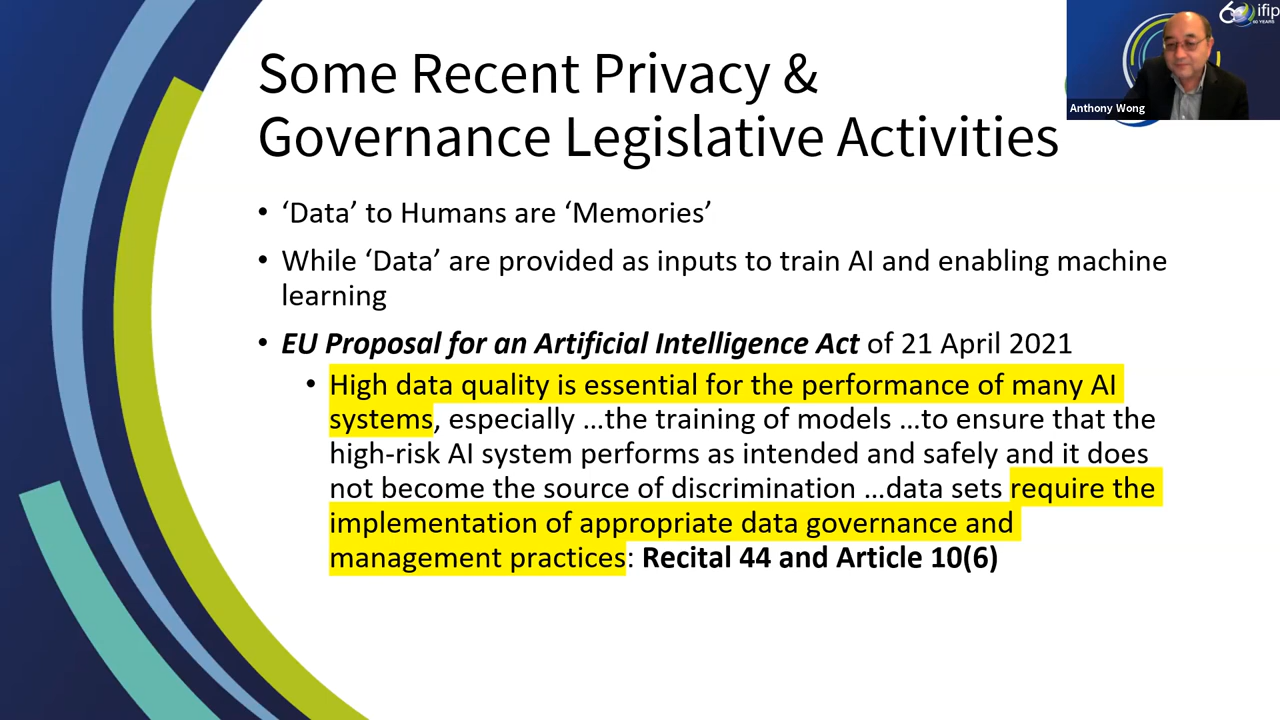 Some Recent Privacy &
Governance Legislative Activities
• ‘Data’ to Humans are ‘Memories’
• While ‘Data’ are provided as inputs to train AI and enabling machine
learning
• EU Proposal for an Artificial Intelligence Act of 21 April 2021
• High data quality is essential for the performance of many AI
systems, especially …the training of models …to ensure that the
high-risk AI system performs as intended and safely and it does
not become the source of discrimination …data sets require the
implementation of appropriate data governance and
management practices: Recital 44 and Article 10(6)
60 ifip
60 YEARS
Anthony Wong